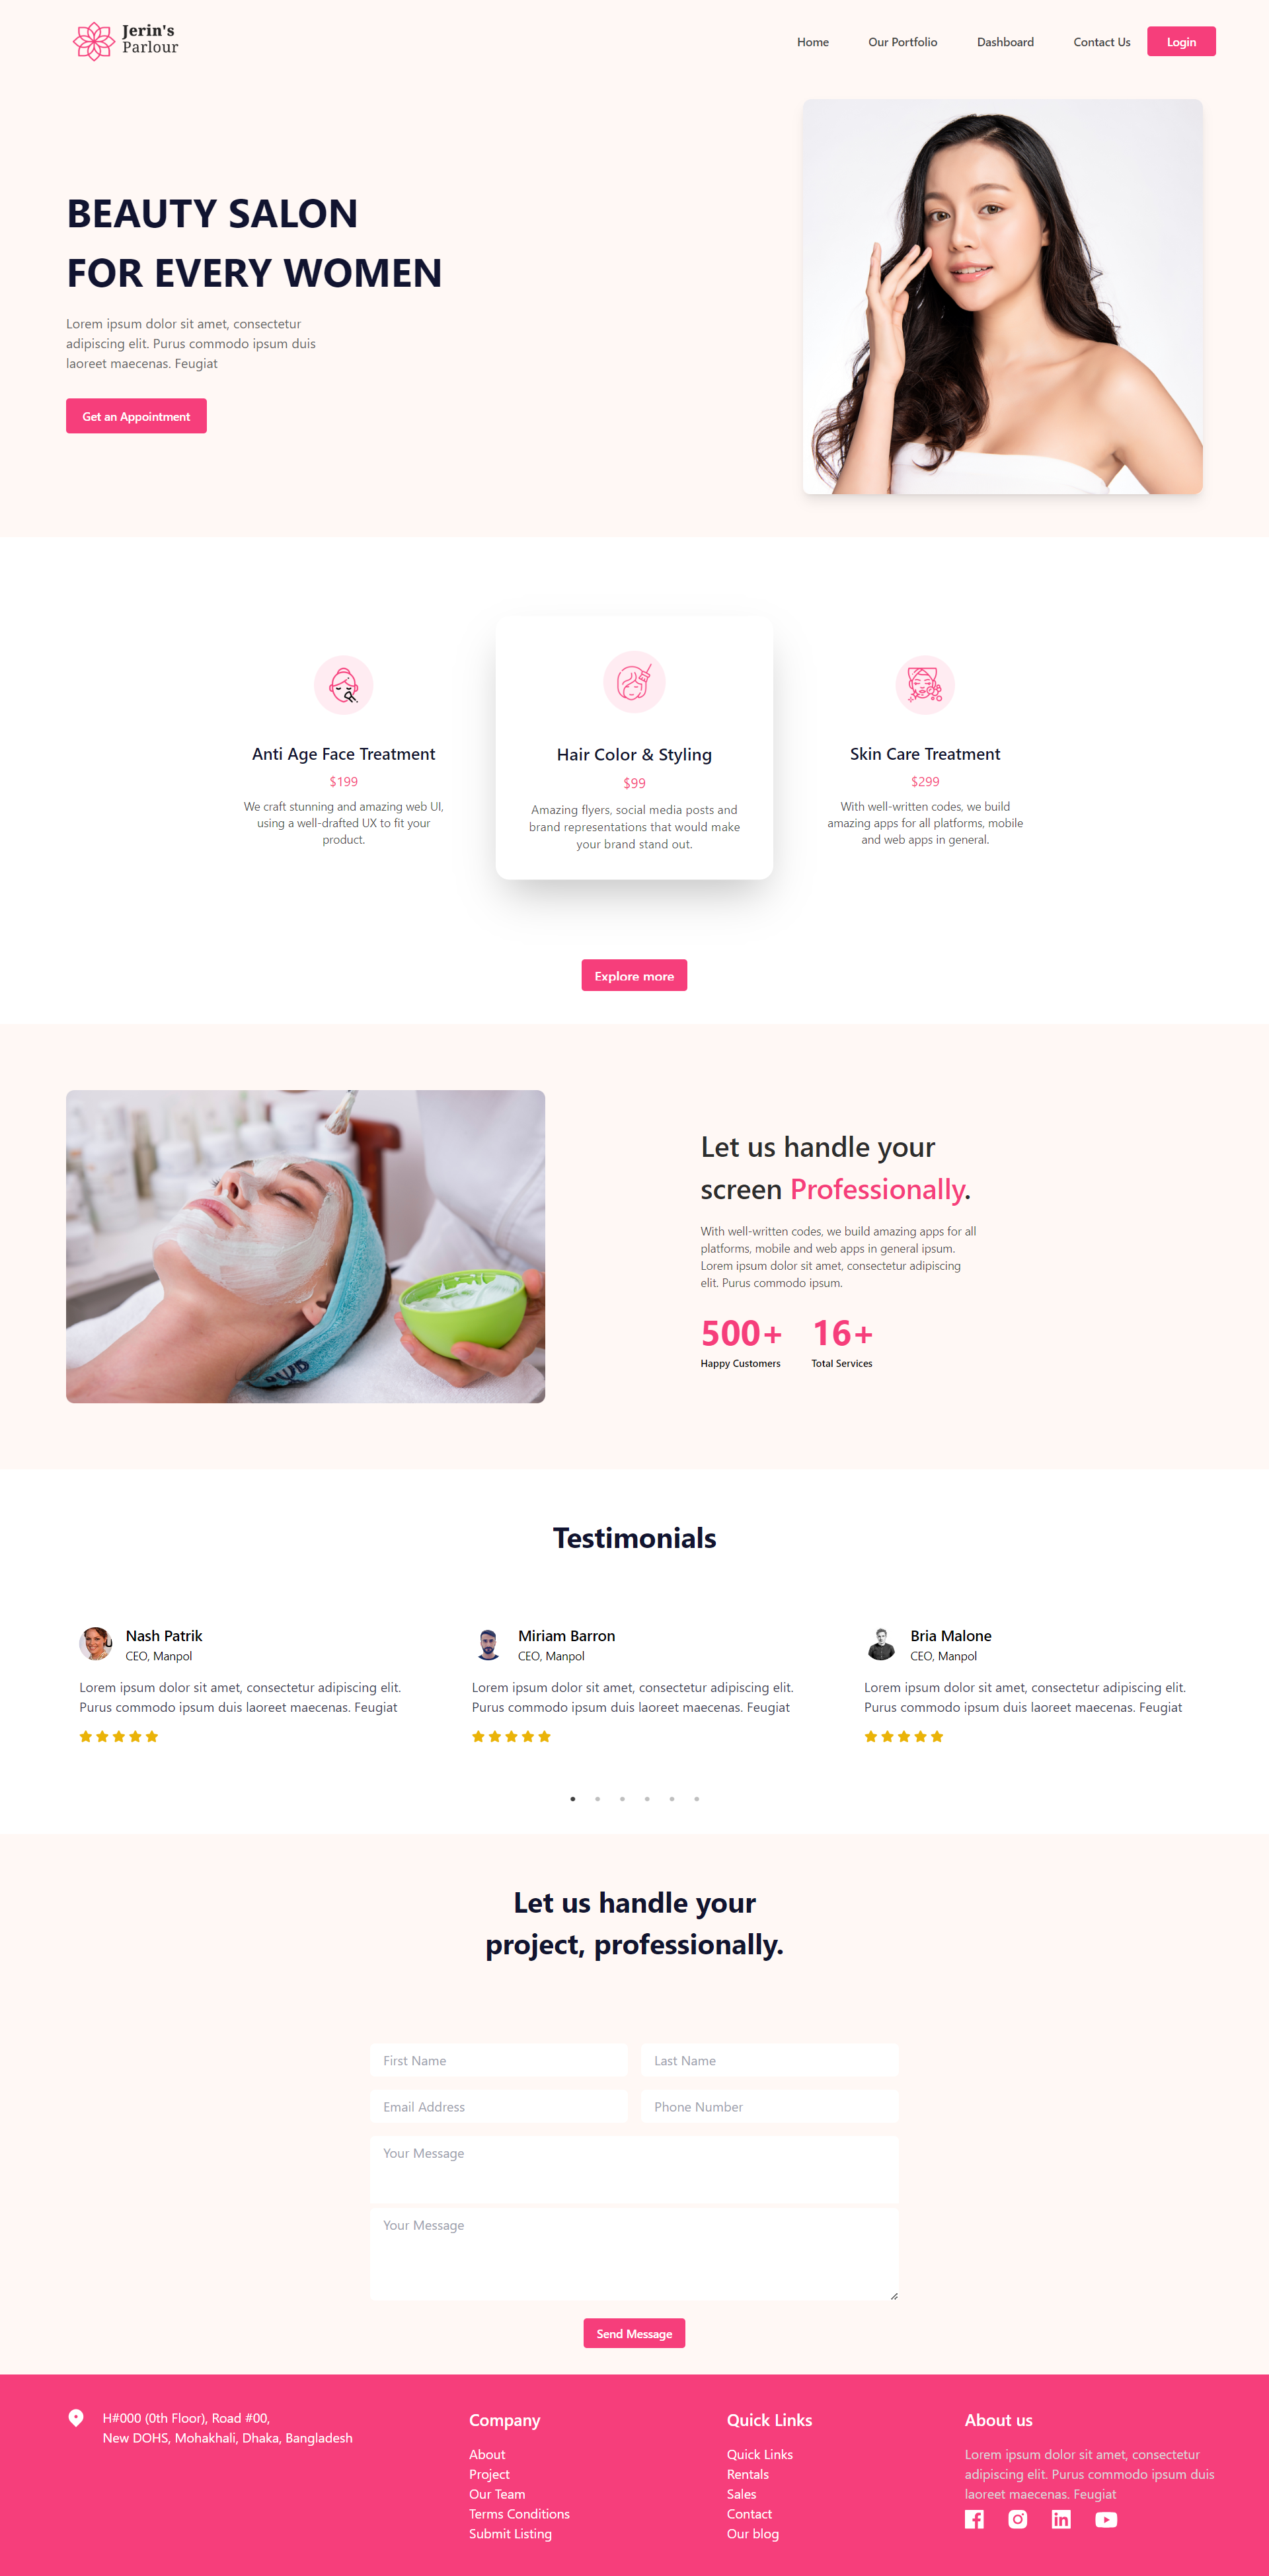 Jerin's
Parlour
Home
Our Portfolio
Dashboard
Contact Us
Login
BEAUTY SALON
FOR EVERY WOMEN
Lorem ipsum dolor sit amet, consectetur
adipiscing elit. Purus commodo ipsum duis
laoreet maecenas. Feugiat
Get an Appointment
Anti Age Face Treatment
$199
We craft stunning and amazing web UI,
using a well-drafted UX to fit your
product.
Hair Color & Styling
$99
Amazing flyers, social media posts and
brand representations that would make
your brand stand out.
Skin Care Treatment
$299
With well-written codes, we build
amazing apps for all platforms, mobile
and web apps in general.
Explore more
Let us handle your
screen Professionally.
With well-written codes, we build amazing apps for all
platforms, mobile and web apps in general ipsum.
Lorem ipsum dolor sit amet, consectetur adipiscing
elit. Purus commodo ipsum.
500+
Happy Customers
16+
Total Services
Testimonials
Nash Patrik
CEO, Manpol
Lorem ipsum dolor sit amet, consectetur adipiscing elit.
Purus commodo ipsum duis laoreet maecenas. Feugiat
Miriam Barron
CEO, Manpol
Lorem ipsum dolor sit amet, consectetur adipiscing elit.
Purus commodo ipsum duis laoreet maecenas. Feugiat
Bria Malone
CEO, Manpol
Lorem ipsum dolor sit amet, consectetur adipiscing elit.
Purus commodo ipsum duis laoreet maecenas. Feugiat
Let us handle your
project, professionally.
First Name
Last Name
Email Address
Phone Number
Your Message
Your Message
Send Message
H#000 (0th Floor), Road #00,
New DOHS, Mohakhali, Dhaka, Bangladesh
Company
About
Project
Our Team
Terms Conditions
Submit Listing
Quick Links
Quick Links
Rentals
Sales
Contact
Our blog
About us
Lorem ipsum dolor sit amet, consectetur
adipiscing elit. Purus commodo ipsum duis
laoreet maecenas. Feugiat